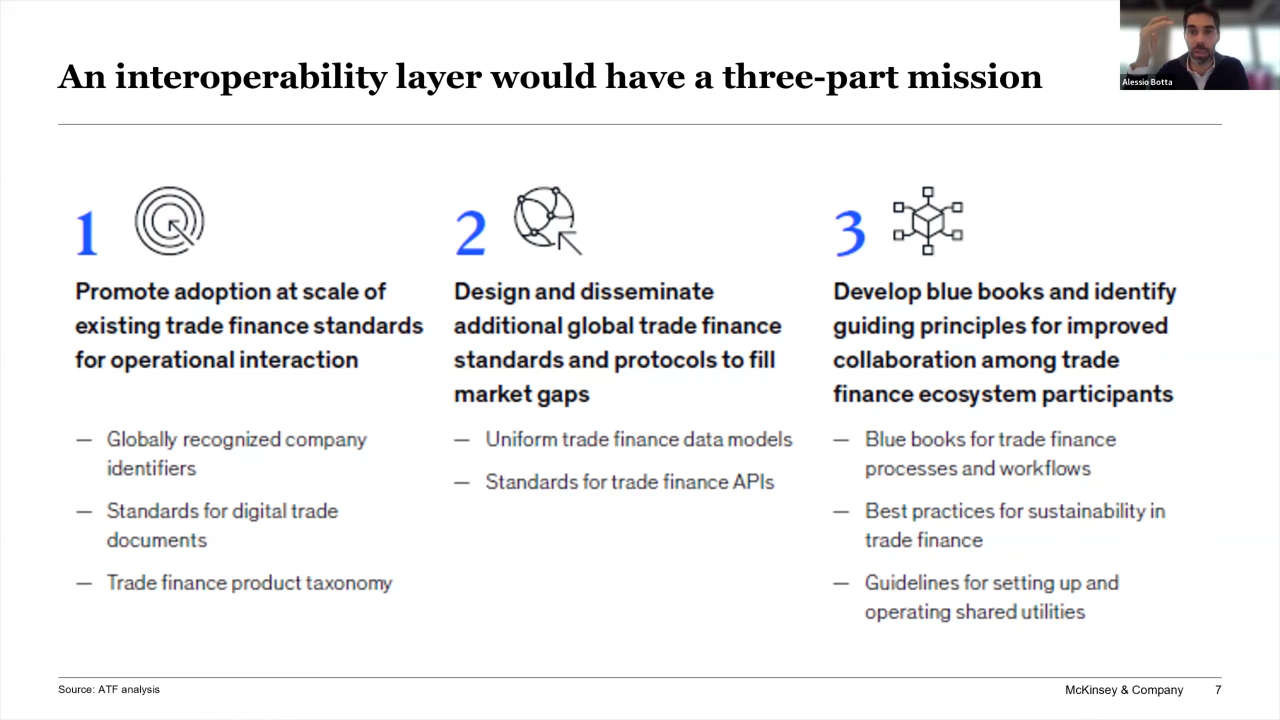 An interoperability layer would have a three-part mission
Alessio Botta
1
Promote adoption at scale of
existing trade finance standards
for operational interaction
— Globally recognized company
identifiers
— Standards for digital trade
documents
— Trade finance product taxonomy
2
Design and disseminate
additional global trade finance
standards and protocols to fill
market gaps
— Uniform trade finance data models
— Standards for trade finance APIs
3
Develop blue books and identify
guiding principles for improved
collaboration among trade
finance ecosystem participants
— Blue books for trade finance
processes and workflows
— Best practices for sustainability in
trade finance
— Guidelines for setting up and
operating shared utilities
Source: ATF analysis
McKinsey & Company 7